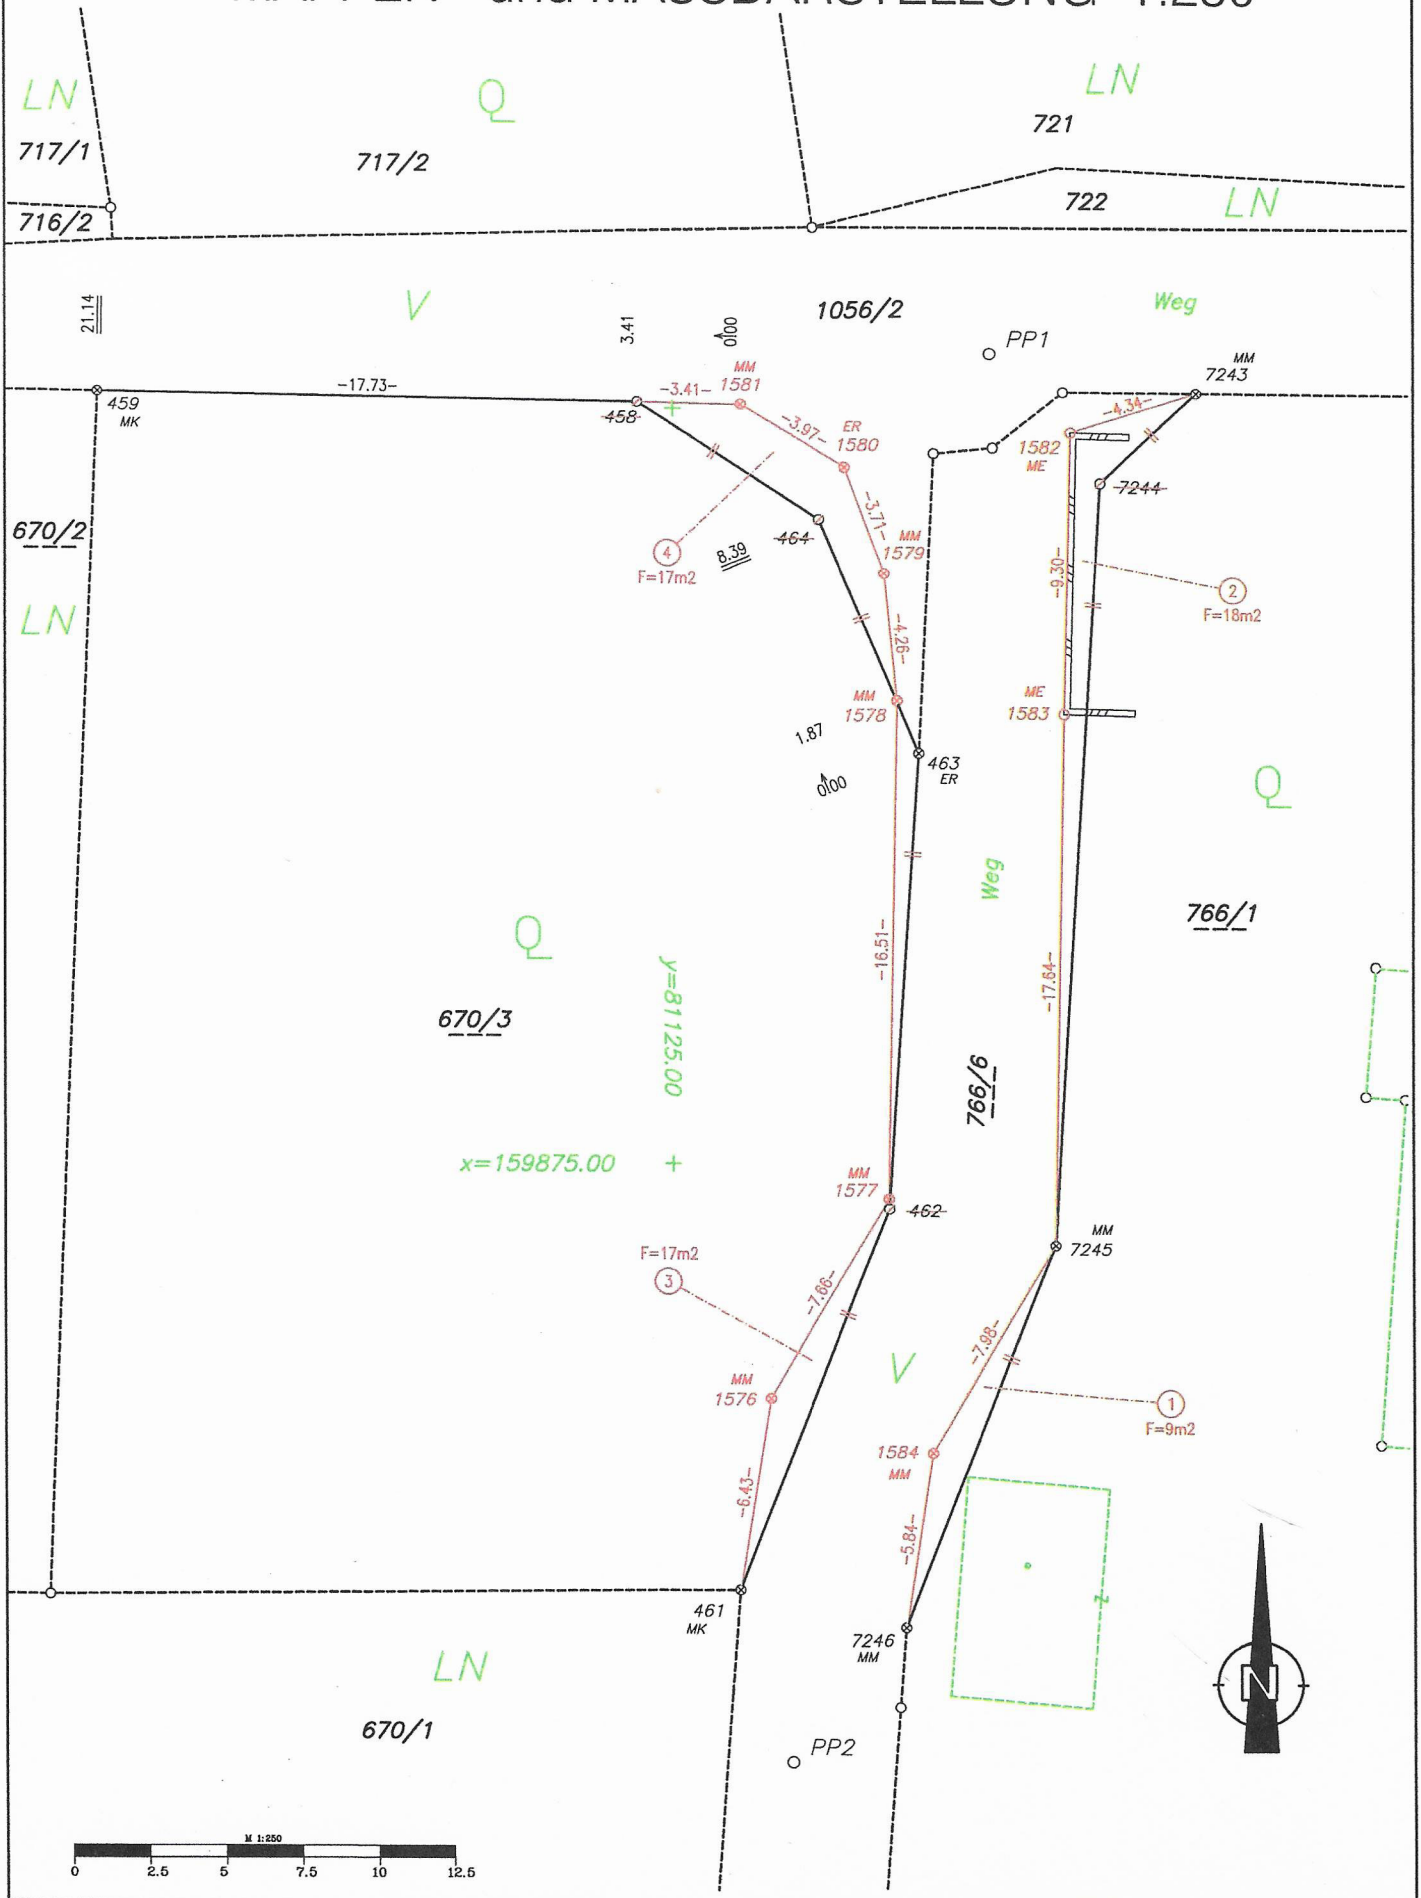 und MASSDARSTELLUNG 1:250
LN
Q
LN
721
717/1
717/2
722
LN
716/2
21.14
V
3.41
0.00
1056/2
Weg
PP1
MM
7243
459
MK
-17.73-
458
-3.41-
MM
1581
-3.97-
ER
1580
-4.34-
1582
ME
7244
670/2
464
8.39
-3.71-
MM
1579
4
F=17m2
-9.30-
2
F=18m2
LN
-4.26-
MM
1578
ME
1583
1.87
0.00
463
ER
Q
Weg
766/1
Q
-16.51-
-17.64-
670/3
y=81125.00
766/6
x=159875.00
MM
1577
462
MM
7245
F=17m2
3
-7.66-
-7.98-
V
MM
1576
1
F=9m2
1584
MM
-6.43-
-5.84-
461
MK
7246
MM
LN
N
670/1
PP2
M 1:250
0 2.5 5 7.5 10 12.5